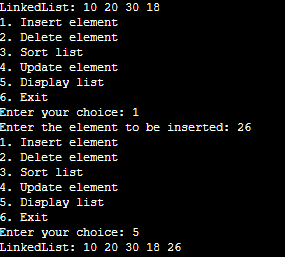 LinkedList: 10 20 30 18
1. Insert element
2. Delete element
3. Sort list
4. Update element
5. Display list
6. Exit
Enter your choice: 1
Enter the element to be inserted: 26
1. Insert element
2. Delete element
3. Sort list
4. Update element
5. Display list
6. Exit
Enter your choice: 5
LinkedList: 10 20 30 18 26